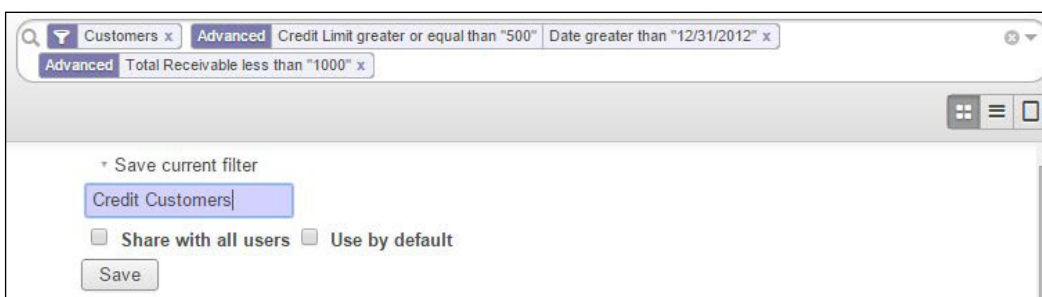 Customers x Advanced Credit Limit greater or equal than "500" Date greater than "12/31/2012" x
Advanced Total Receivable less than "1000" x
Save current filter
Credit Customers
Share with all users Use by default
Save